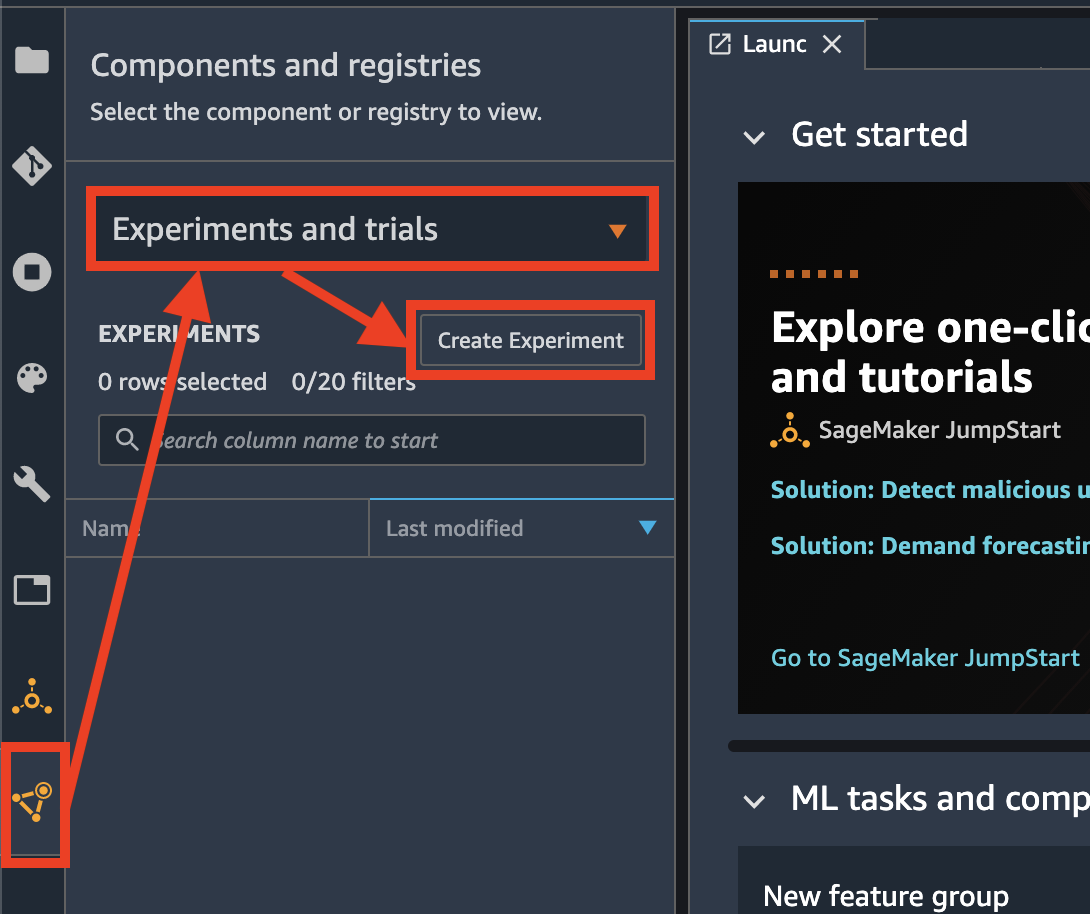 Components and registries
Select the component or registry to view.
Experiments and trials
EXPERIMENTS
Create Experiment
0 rows selected 0/20 filters
Search column name to start
Name
Last modified
Launc
Get started
Explore one-clic
and tutorials
SageMaker JumpStart
Solution: Detect malicious u
Solution: Demand forecastin
Go to SageMaker JumpStart
ML tasks and comp
New feature group